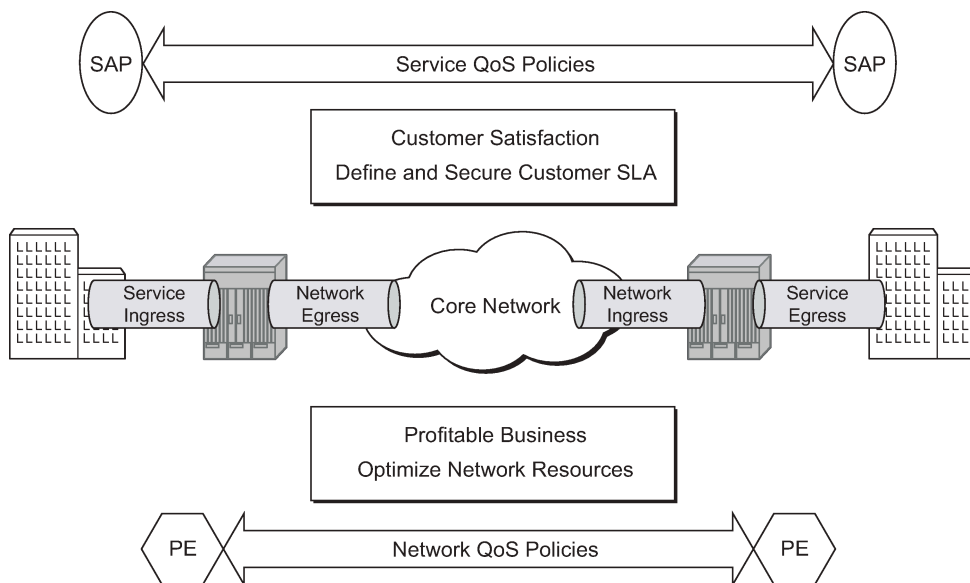 SAP
Service QoS Policies
SAP
Customer Satisfaction
Define and Secure Customer SLA
Service
Ingress
Network
Egress
Core Network
Network
Ingress
Service
Egress
Profitable Business
Optimize Network Resources
PE
Network QoS Policies
PE